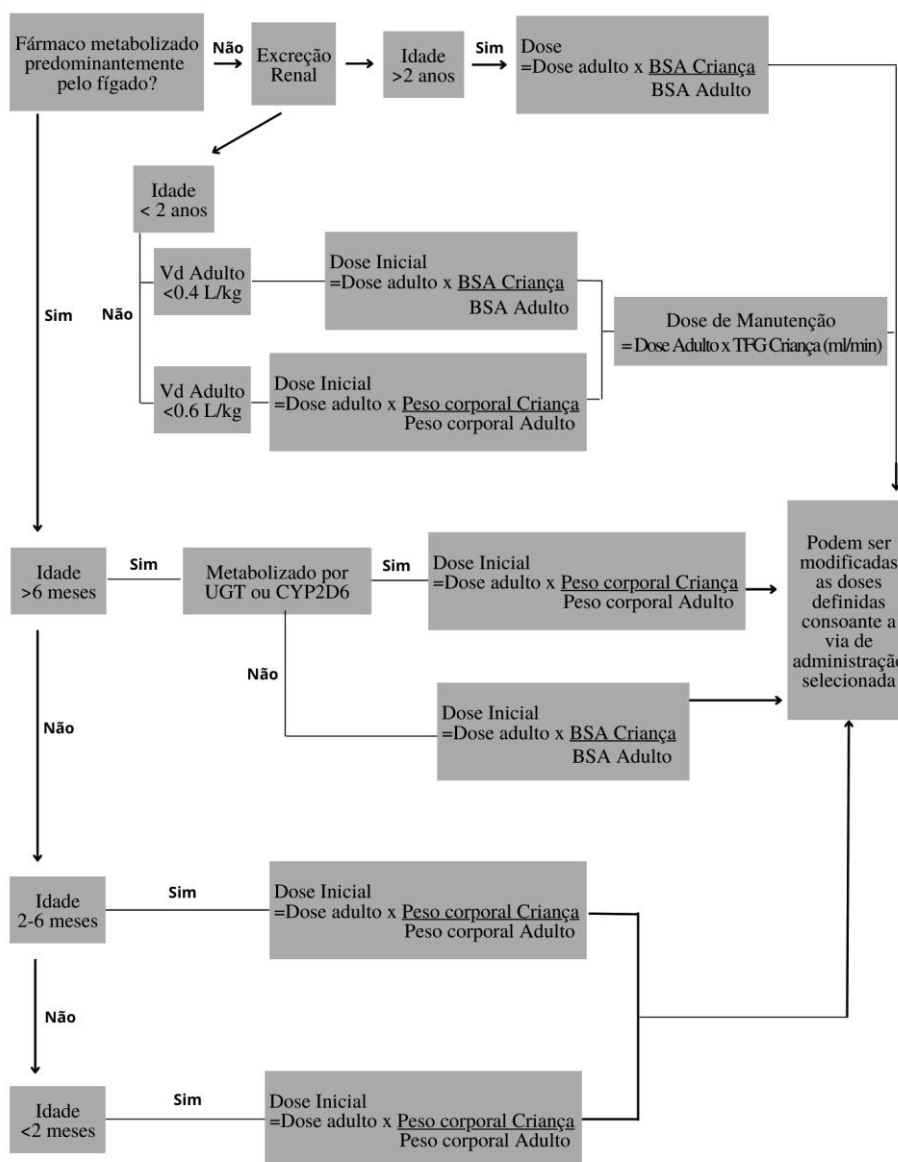 Fármaco metabolizado
predominantemente
pelo fígado?
Não
Excreção
Renal
Idade
>2 anos
Sim
Dose
=Dose adulto x BSA Criança
BSA Adulto
Idade
< 2 anos
Sim
Não
Vd Adulto
<0.4 L/kg
Dose Inicial
=Dose adulto x BSA Criança
BSA Adulto
Vd Adulto
<0.6 L/kg
Dose Inicial
=Dose adulto x Peso corporal Criança
Peso corporal Adulto
Dose de Manutenção
= Dose Adulto x TFG Criança (ml/min)
Idade
>6 meses
Sim
Metabolizado por
UGT ou CYP2D6
Sim
Dose Inicial
=Dose adulto x Peso corporal Criança
Peso corporal Adulto
Não
Dose Inicial
=Dose adulto x BSA Criança
BSA Adulto
Podem ser
modificadas
as doses
definidas
consoante a
via de
administração
selecionada
Não
Idade
2-6 meses
Sim
Dose Inicial
=Dose adulto x Peso corporal Criança
Peso corporal Adulto
Não
Idade
<2 meses
Sim
Dose Inicial
=Dose adulto x Peso corporal Criança
Peso corporal Adulto